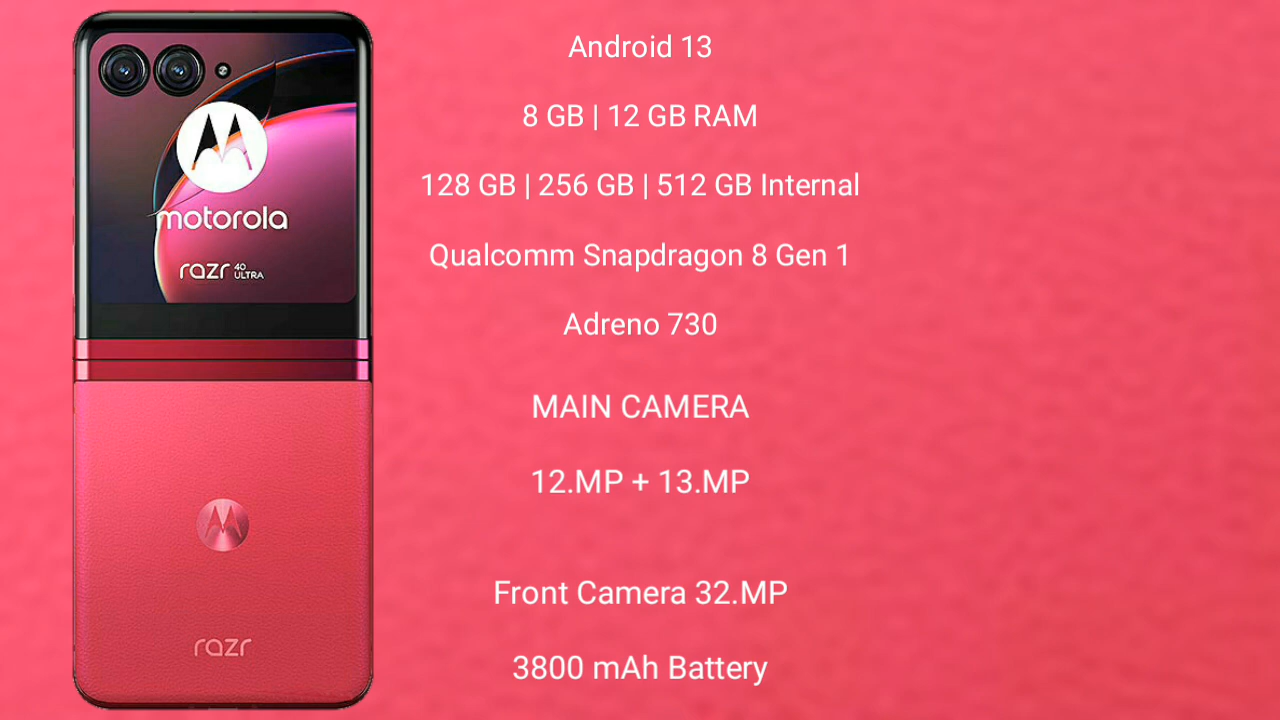 motorola
razr 40 ULTRA
razr
Android 13
8 GB | 12 GB RAM
128 GB | 256 GB | 512 GB Internal
Qualcomm Snapdragon 8 Gen 1
Adreno 730
MAIN CAMERA
12.MP + 13.MP
Front Camera 32.MP
3800 mAh Battery